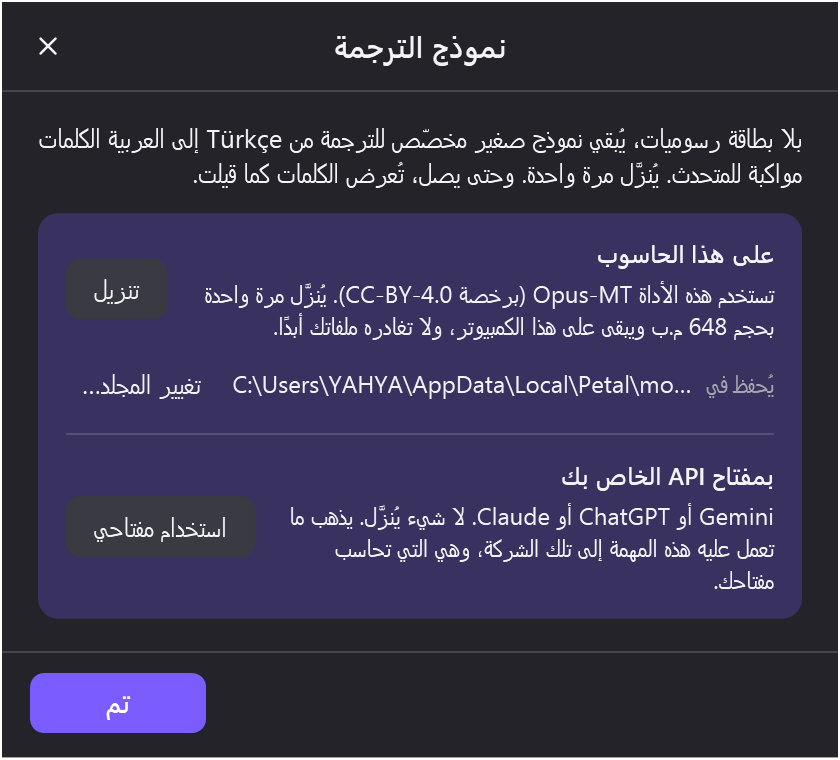 نموذج الترجمة
بلا بطاقة رسوميات، يُبقي نموذج صغير مخصّص للترجمة من Türkçe إلى العربية الكلمات
مواكبة للمتحدث. يُنزَّل مرة واحدة. وحتى يصل، تُعرض الكلمات كما قيلت.
على هذا الحاسوب
تستخدم هذه الأداة Opus-MT (برخصة CC-BY-4.0). يُنزَّل مرة واحدة
بحجم 648 م.ب ويبقى على هذا الكمبيوتر، ولا تغادره ملفاتك أبدًا.
تنزيل
يُحفظ في C:\Users\YAHYA\AppData\Local\Petal\mo... تغيير المجلد...
بمفتاح API الخاص بك
Gemini أو ChatGPT أو Claude. لا شيء يُنزَّل. يذهب ما
تعمل عليه هذه المهمة إلى تلك الشركة، وهي التي تحاسب
مفتاحك.
استخدام مفتاحي
تم